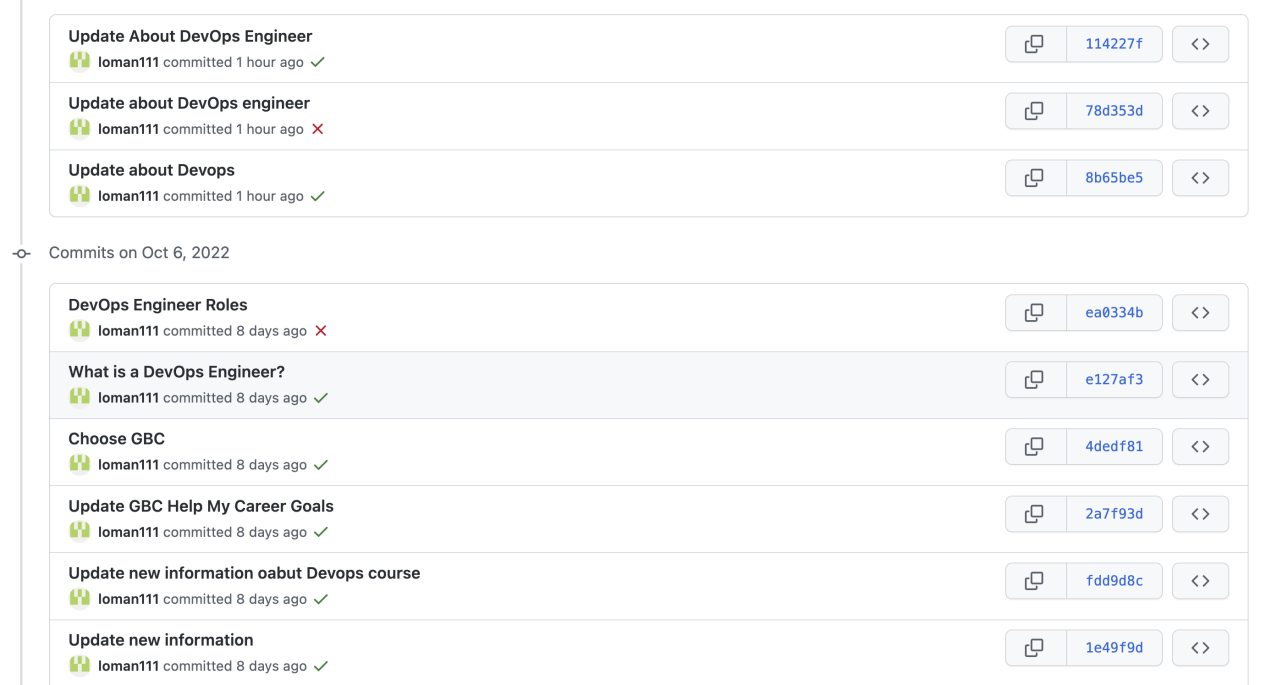 Update About DevOps Engineer
114227f
loman111 committed 1 hour ago
Update about DevOps engineer
78d353d
loman111 committed 1 hour ago
Update about Devops
8b65be5
loman111 committed 1 hour ago
Commits on Oct 6, 2022
DevOps Engineer Roles
ea0334b
loman111 committed 8 days ago
What is a DevOps Engineer?
e127af3
loman111 committed 8 days ago
Choose GBC
4dedf81
loman111 committed 8 days ago
Update GBC Help My Career Goals
2a7f93d
loman111 committed 8 days ago
Update new information oabut Devops course
fdd9d8c
loman111 committed 8 days ago
Update new information
1e49f9d
loman111 committed 8 days ago